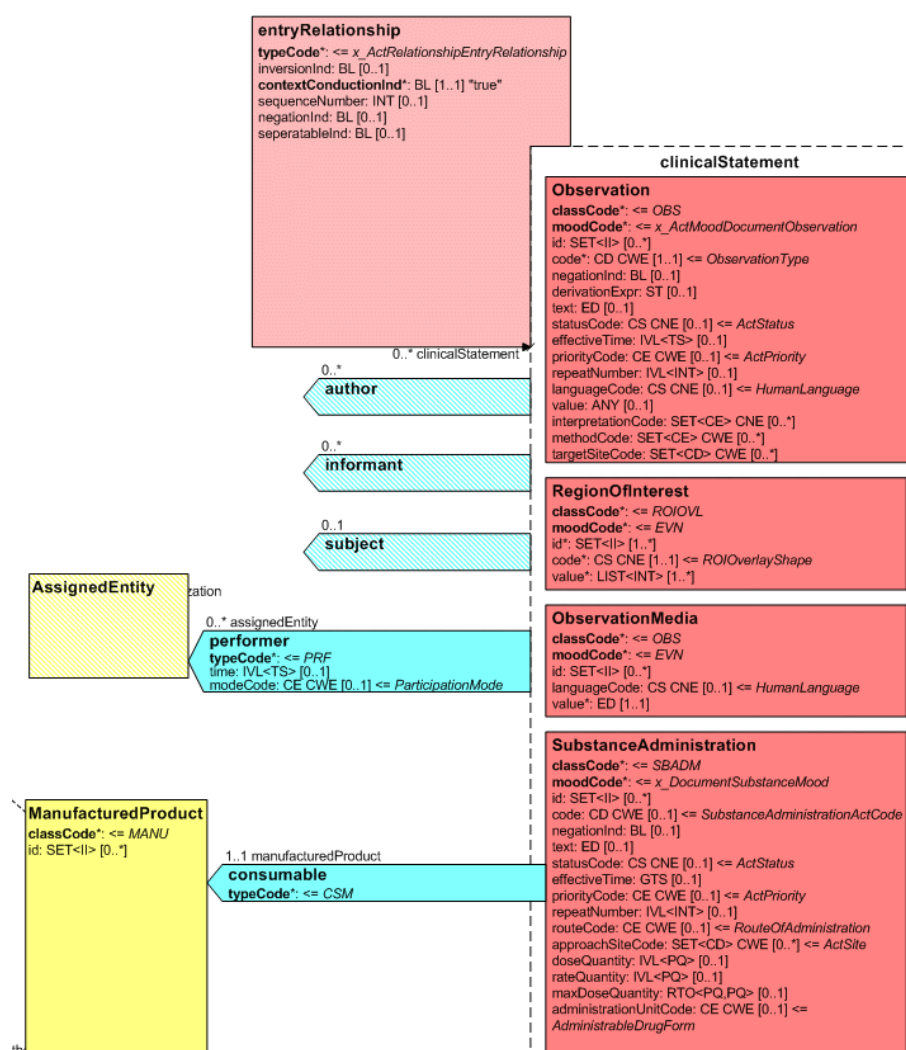 entryRelationship
typeCode*: <= x_ActRelationshipEntryRelationship
inversionInd: BL [0..1]
contextConductionInd*: BL [1..1] "true"
sequenceNumber: INT [0..1]
negationInd: BL [0..1]
seperatableInd: BL [0..1]
clinicalStatement
Observation
classCode*: <= OBS
moodCode*: <= x_ActMoodDocumentObservation
id: SET<II> [0..*]
code*: CD CWE [1..1] <= ObservationType
negationInd: BL [0..1]
derivationExpr: ST [0..1]
text: ED [0..1]
statusCode: CS CNE [0..1] <= ActStatus
effectiveTime: IVL<TS> [0..1]
priorityCode: CE CWE [0..1] <= ActPriority
repeatNumber: IVL<INT> [0..1]
languageCode: CS CNE [0..1] <= HumanLanguage
value: ANY [0..1]
interpretationCode: SET<CE> CNE [0..*]
methodCode: SET<CE> CWE [0..*]
targetSiteCode: SET<CD> CWE [0..*]
0..* clinicalStatement
0..*
author
0..*
informant
0..1
subject
RegionOfInterest
classCode*: <= ROIOVL
moodCode*: <= EVN
id*: SET<II> [1..*]
code*: CS CNE [1..1] <= ROIOverlayShape
value*: LIST<INT> [1..*]
AssignedEntity
zation
0..* assignedEntity
performer
typeCode*: <= PRF
time: IVL<TS> [0..1]
modeCode: CE CWE [0..1] <= ParticipationMode
ObservationMedia
classCode*: <= OBS
moodCode*: <= EVN
id: SET<II> [0..*]
languageCode: CS CNE [0..1] <= HumanLanguage
value*: ED [1..1]
SubstanceAdministration
classCode*: <= SBADM
moodCode*: <= x_DocumentSubstanceMood
id: SET<II> [0..*]
code: CD CWE [0..1] <= SubstanceAdministrationActCode
negationInd: BL [0..1]
text: ED [0..1]
statusCode: CS CNE [0..1] <= ActStatus
effectiveTime: GTS [0..1]
priorityCode: CE CWE [0..1] <= ActPriority
repeatNumber: IVL<INT> [0..1]
routeCode: CE CWE [0..1] <= RouteOfAdministration
approachSiteCode: SET<CD> CWE [0..*] <= ActSite
doseQuantity: IVL<PQ> [0..1]
rateQuantity: IVL<PQ> [0..1]
maxDoseQuantity: RTO<PQ,PQ> [0..1]
administrationUnitCode: CE CWE [0..1] <=
AdministrableDrugForm
ManufacturedProduct
classCode*: <= MANU
id: SET<II> [0..*]
1..1 manufacturedProduct
consumable
typeCode*: <= CSM